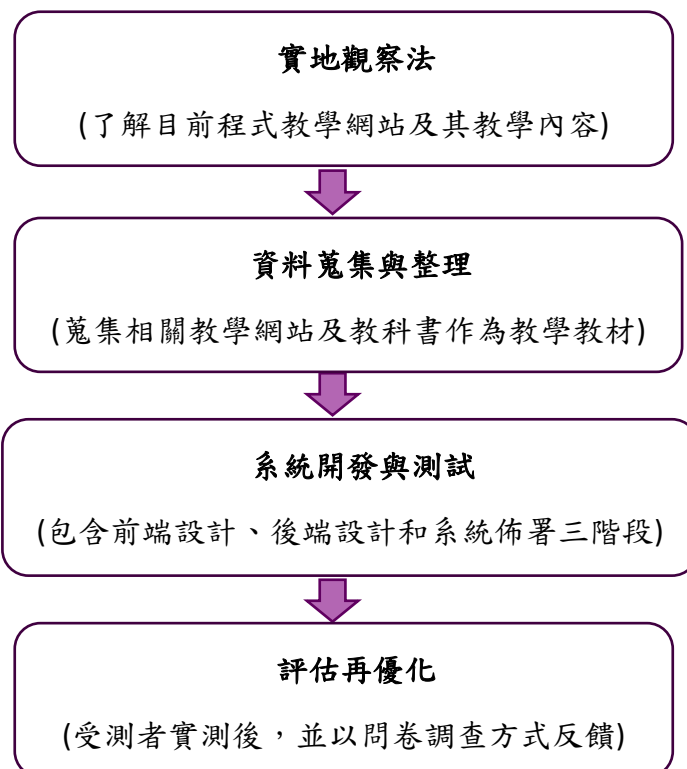 實地觀察法
(了解目前程式教學網站及其教學內容)
資料蒐集與整理
(蒐集相關教學網站及教科書作為教學教材)
系統開發與測試
(包含前端設計、後端設計和系統佈署三階段)
評估再優化
(受測者實測後，並以問卷調查方式反饋)